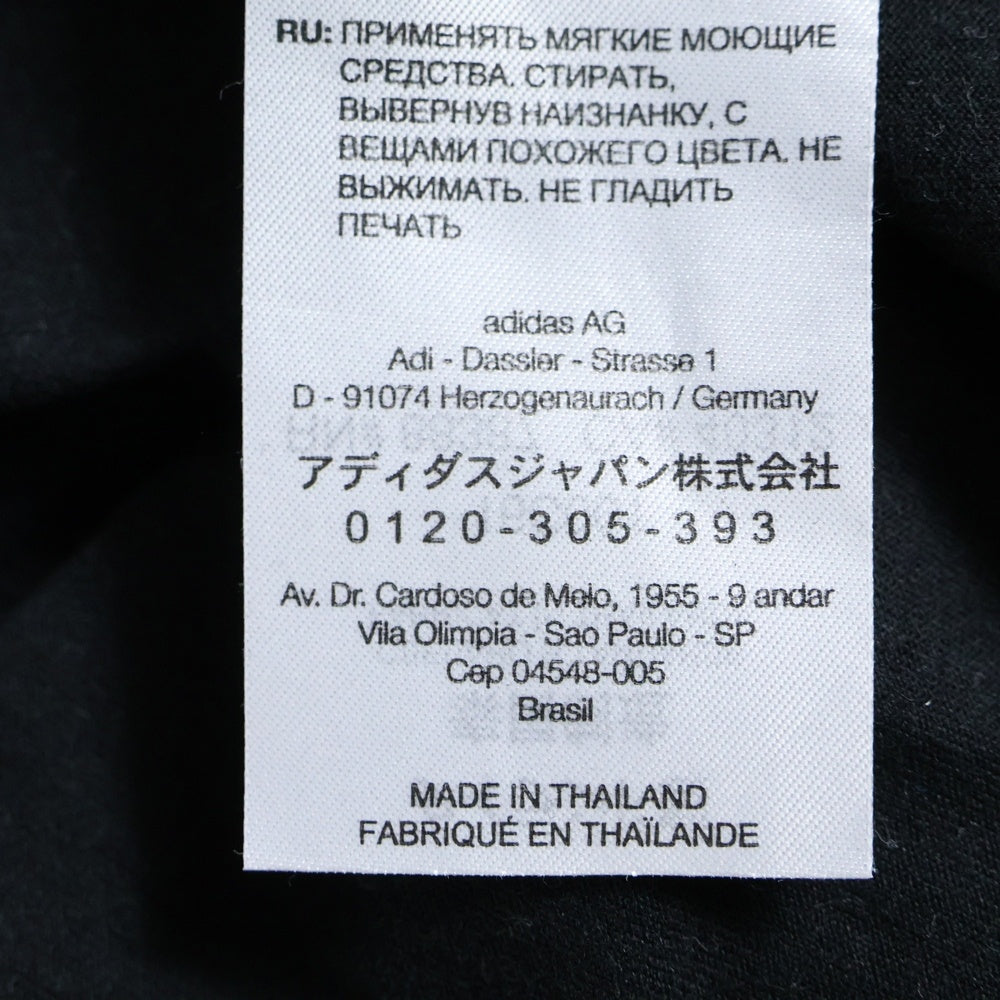 RU: ПРИМЕНЯТЬ МЯГКИЕ МОЮЩИЕ
СРЕДСТВА. СТИРАТЬ,
ВЫВЕРНУВ НАИЗНАНКУ, С
ВЕЩАМИ ПОХОЖЕГО ЦВЕТА. НЕ
ВЫЖИМАТЬ. НЕ ГЛАДИТЬ
ПЕЧАТЬ
adidas AG
Adi - Dassler - Strasse 1
D - 91074 Herzogenaurach / Germany
アディダスジャパン株式会社
0120-305-393
Av. Dr. Cardoso de Melo, 1955 - 9 andar
Vila Olimpia - Sao Paulo - SP
Cep 04548-005
Brasil
MADE IN THAILAND
FABRIQUÉ EN THAÏLANDE